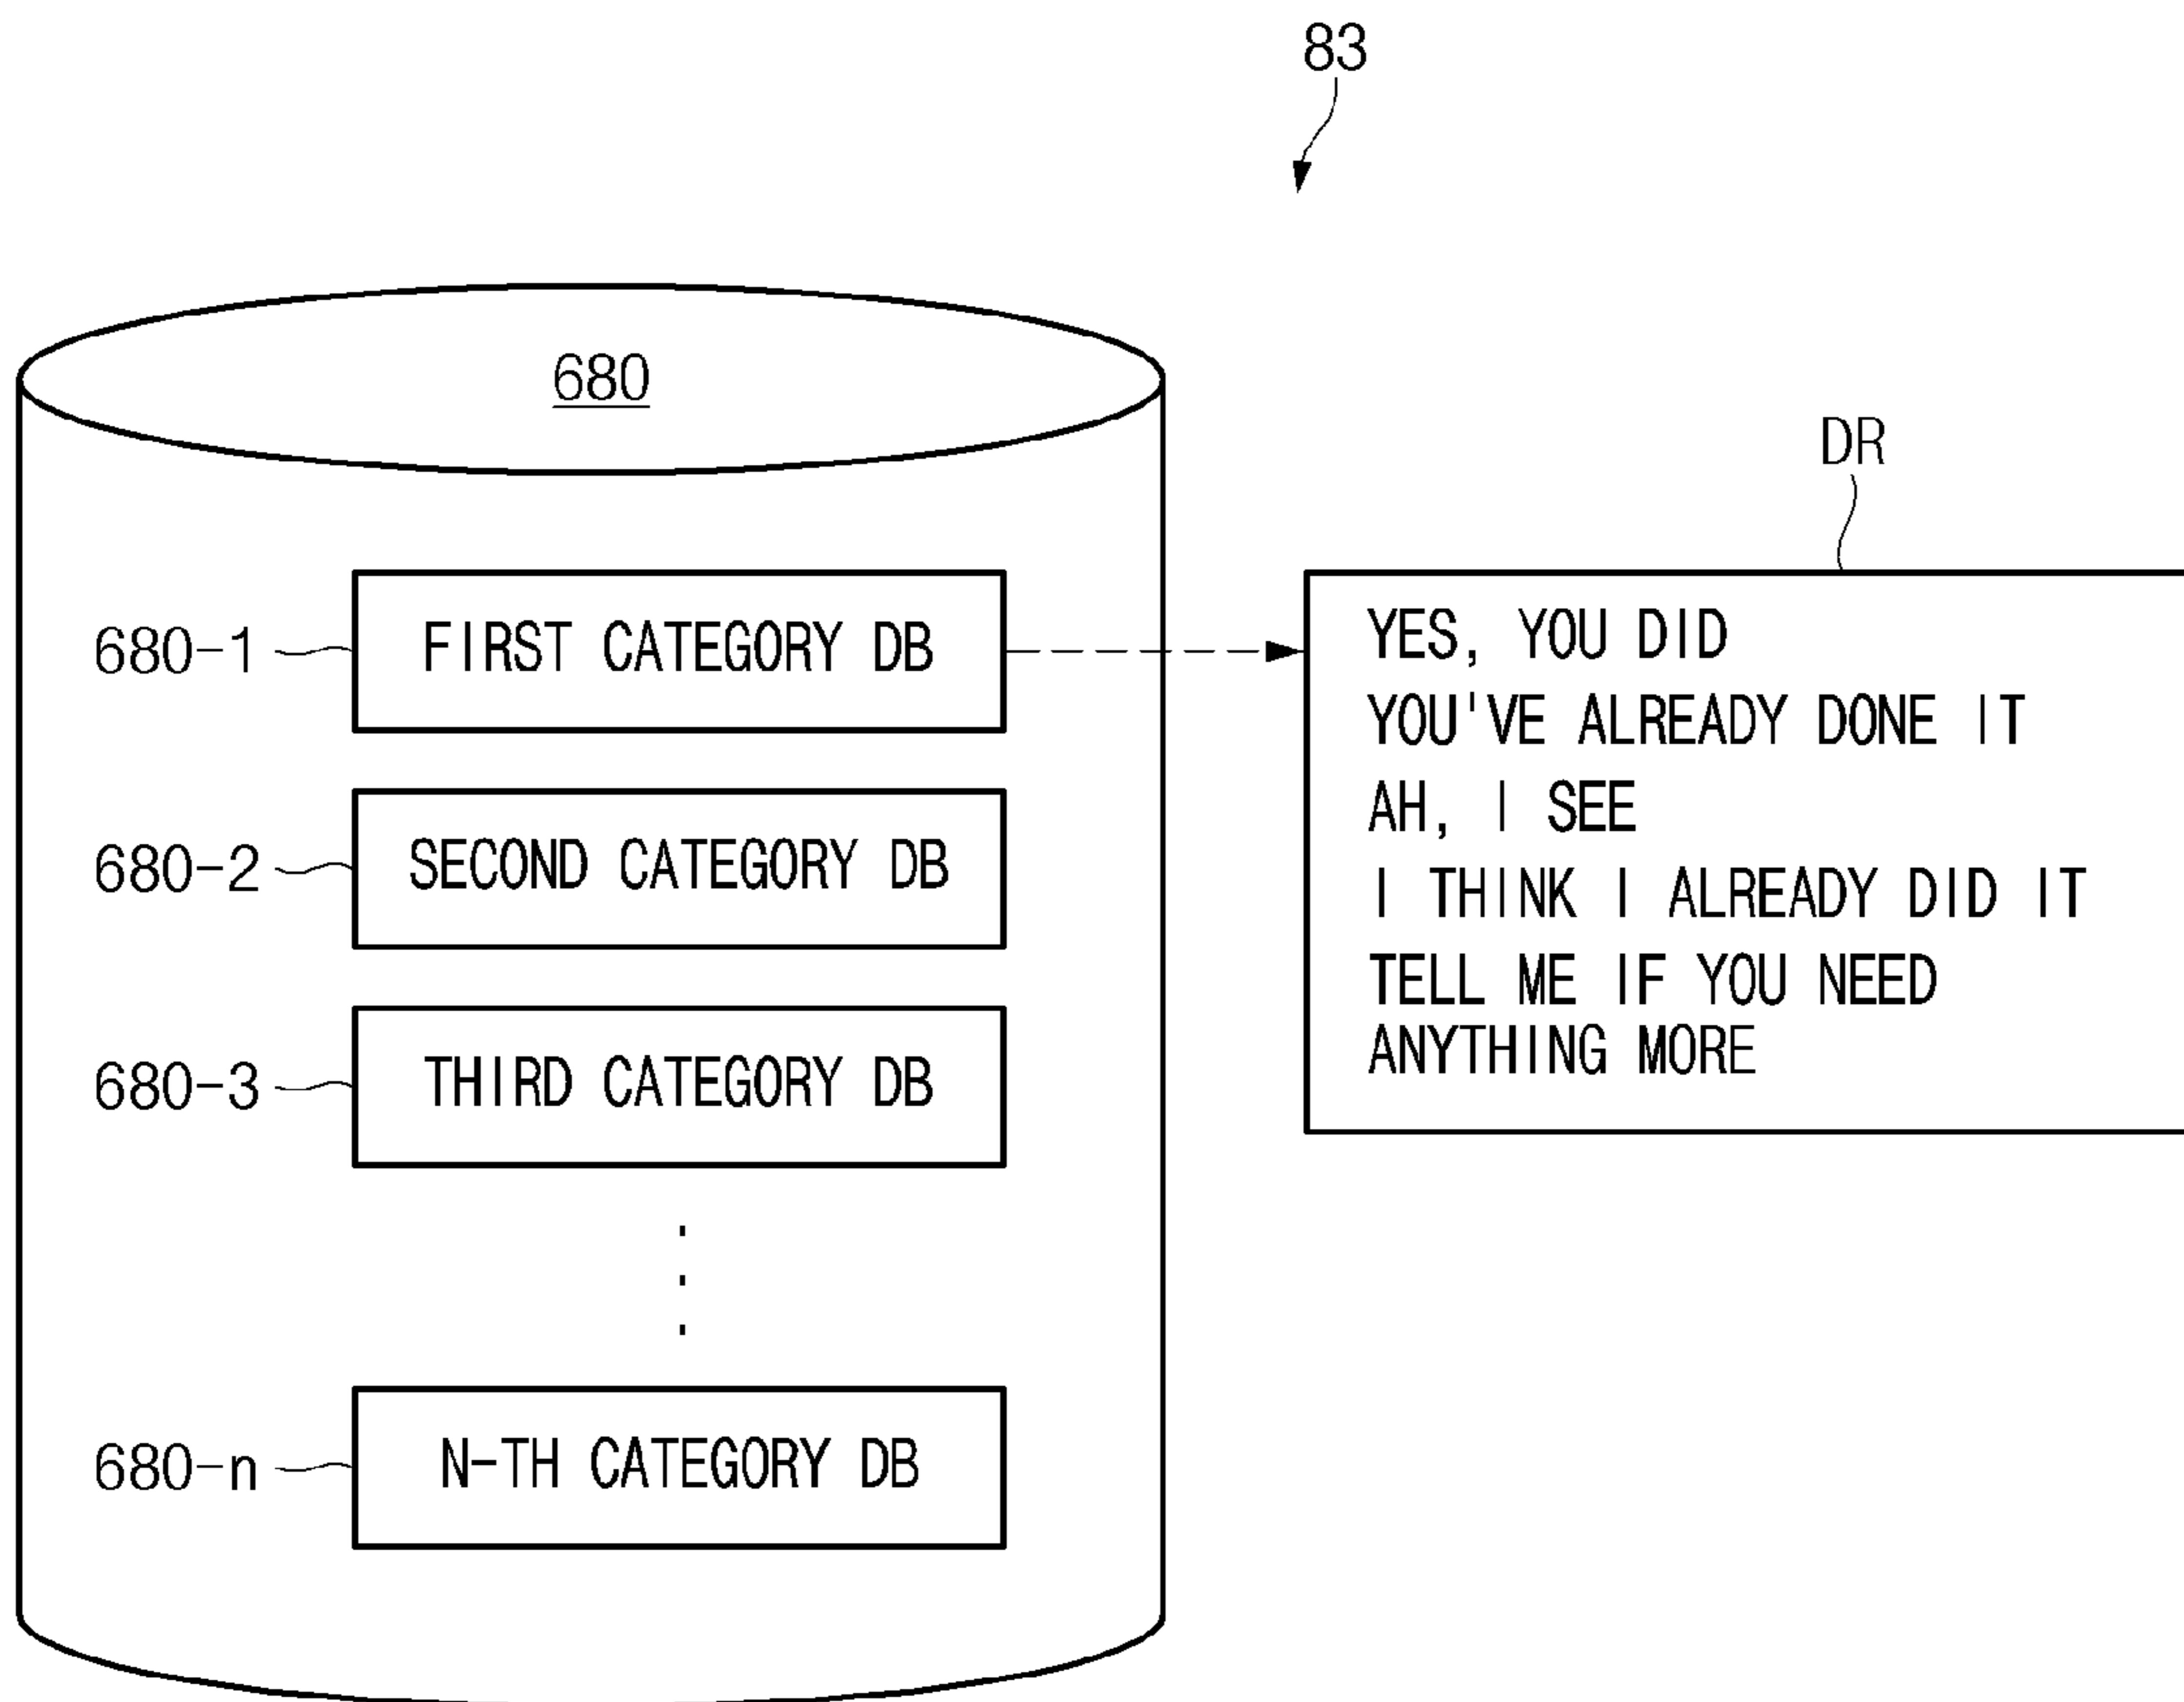 83
680
DR
680-1
FIRST CATEGORY DB
YES, YOU DID
YOU'VE ALREADY DONE IT
AH, I SEE
I THINK I ALREADY DID IT
TELL ME IF YOU NEED
ANYTHING MORE
680-2
SECOND CATEGORY DB
680-3
THIRD CATEGORY DB
680-n
N-TH CATEGORY DB